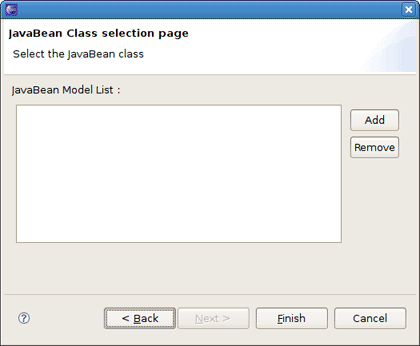 JavaBean Class selection page
Select the JavaBean class
JavaBean Model List :
Add
Remove
?
< Back
Next >
Finish
Cancel